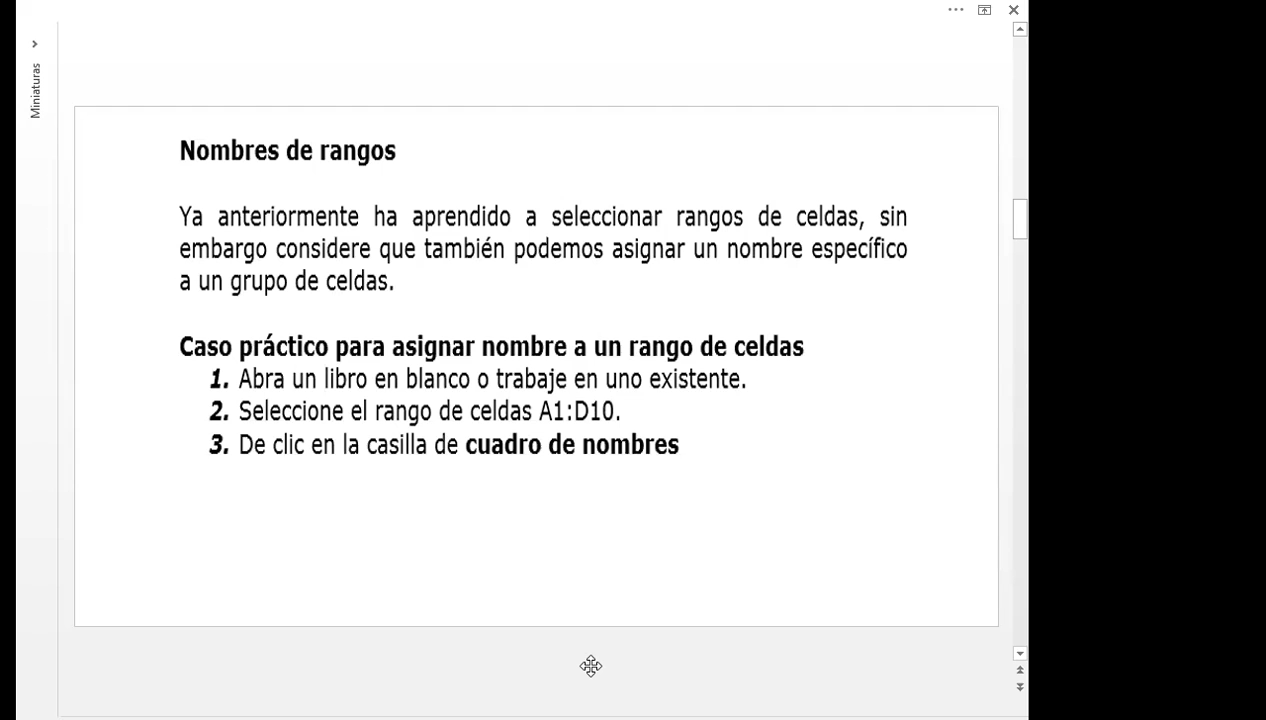 Miniaturas
Nombres de rangos
Ya anteriormente ha aprendido a seleccionar rangos de celdas, sin
embargo considere que también podemos asignar un nombre específico
a un grupo de celdas.
Caso práctico para asignar nombre a un rango de celdas
1. Abra un libro en blanco o trabaje en uno existente.
2. Seleccione el rango de celdas A1:D10.
3. De clic en la casilla de cuadro de nombres